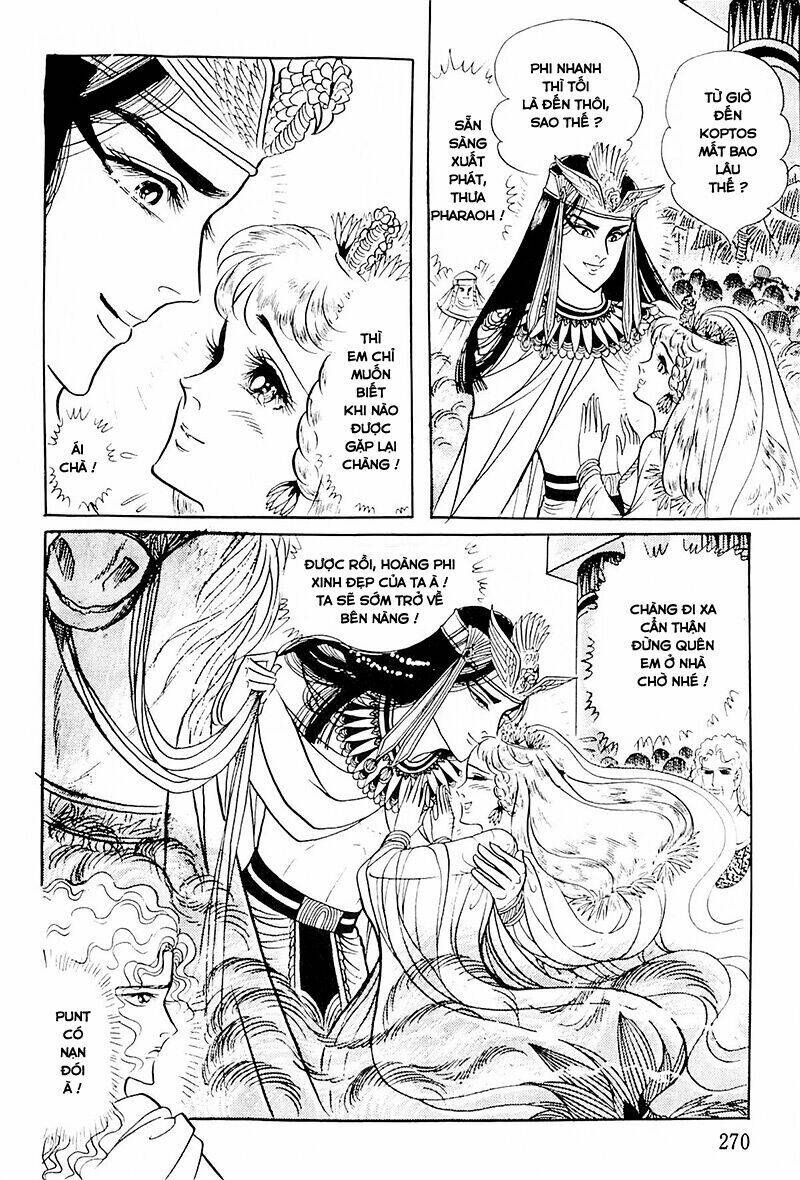 TỪ GIỜ
ĐẾN
KOPTOS
MẤT BAO
LÂU
THẾ ?
PHI NHANH
THÌ TỐI
LÀ ĐẾN THÔI,
SAO THẾ ?
SẴN
SÀNG
XUẤT
PHÁT,
THƯA
PHARAOH !
THÌ
EM CHỈ
MUỐN
BIẾT
KHI NÀO
ĐƯỢC
GẶP LẠI
CHÀNG !
ÁI
CHÀ !
CHÀNG ĐI XA
CẨN THẬN
ĐỪNG QUÊN
EM Ở NHÀ
CHỜ NHÉ !
ĐƯỢC RỒI, HOÀNG PHI
XINH ĐẸP CỦA TA À !
TA SẼ SỚM TRỞ VỀ
BÊN NÀNG !
PUNT
CÓ
NẠN
ĐÓI
À !
270